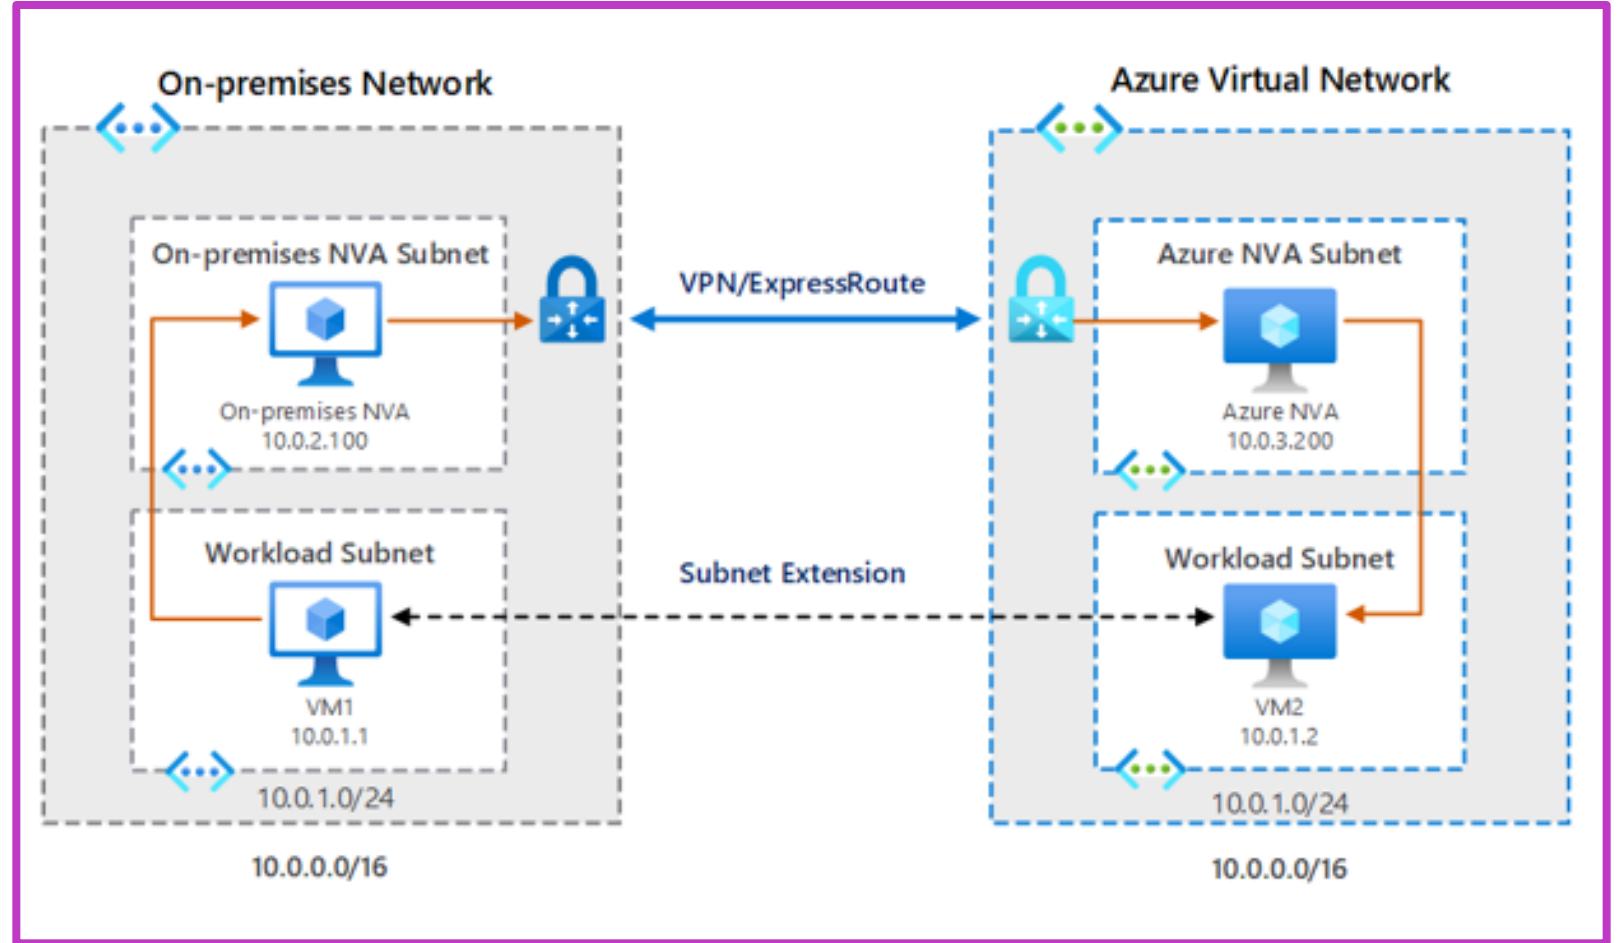 On-premises Network
On-premises NVA Subnet
On-premises NVA
10.0.2.100
Workload Subnet
VM1
10.0.1.1
10.0.1.0/24
10.0.0.0/16
VPN/ExpressRoute
Subnet Extension
Azure Virtual Network
Azure NVA Subnet
Azure NVA
10.0.3.200
Workload Subnet
VM2
10.0.1.2
10.0.1.0/24
10.0.0.0/16